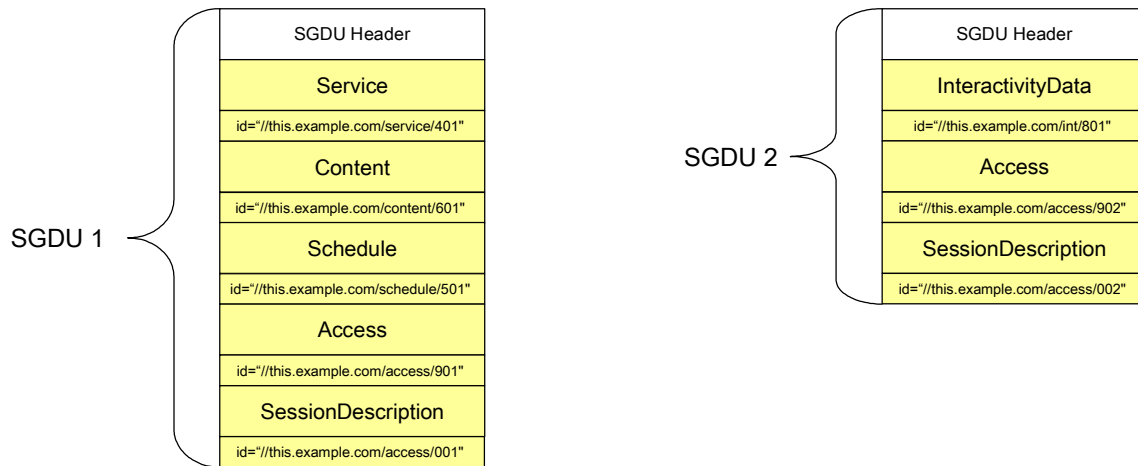 SGDU 1
SGDU Header
Service
id=“//this.example.com/service/401"
Content
id=“//this.example.com/content/601"
Schedule
id=“//this.example.com/schedule/501"
Access
id=“//this.example.com/access/901"
SessionDescription
id=“//this.example.com/access/001"
SGDU 2
SGDU Header
InteractivityData
id=“//this.example.com/int/801"
Access
id=“//this.example.com/access/902"
SessionDescription
id=“//this.example.com/access/002"